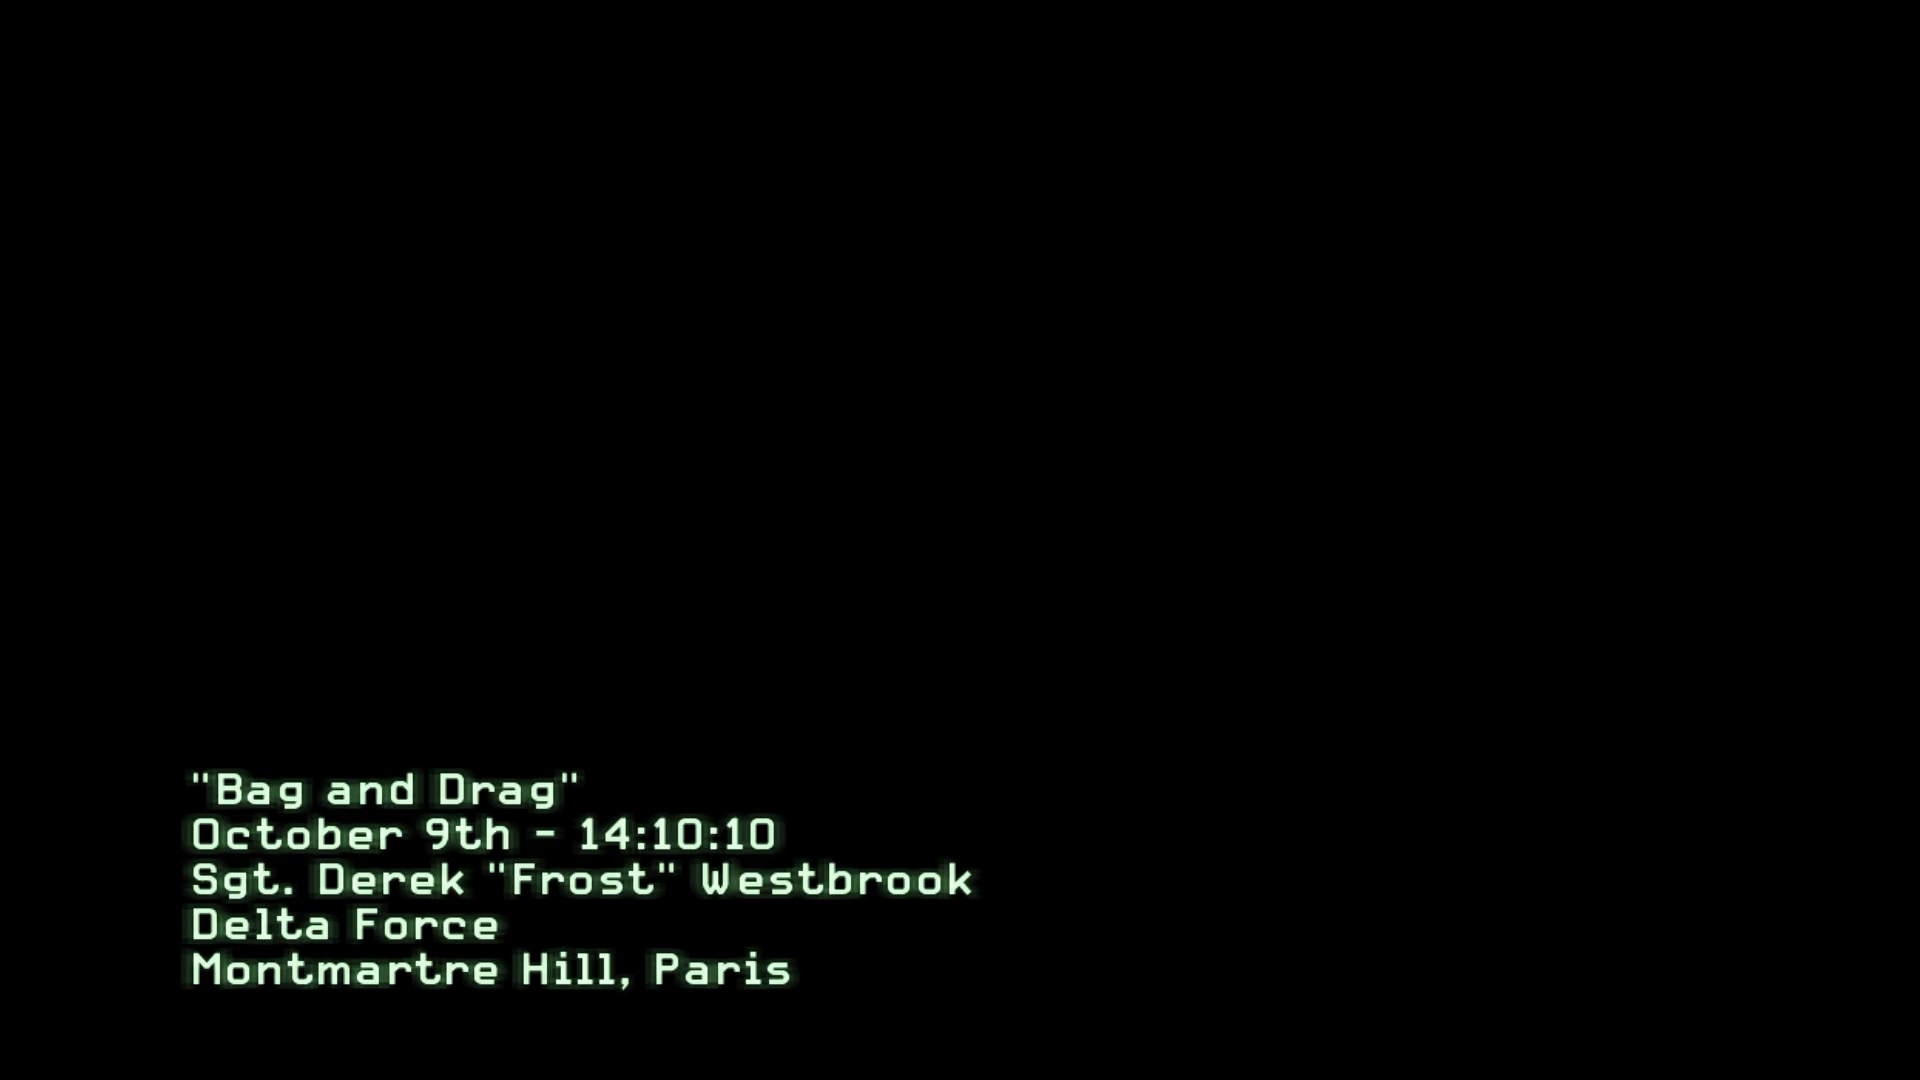 "Bag and Drag"
October 9th - 14:10:10
Sgt. Derek "Frost" Westbrook
Delta Force
Montmartre Hill, Paris